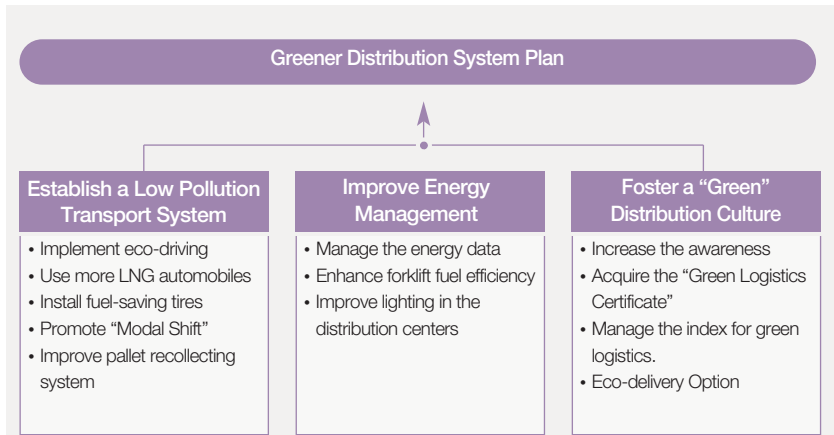 Greener Distribution System Plan
Establish a Low Pollution
Transport System
• Implement eco-driving
• Use more LNG automobiles
• Install fuel-saving tires
• Promote “Modal Shift”
• Improve pallet recollecting
system
Improve Energy
Management
• Manage the energy data
• Enhance forklift fuel efficiency
• Improve lighting in the
distribution centers
Foster a “Green”
Distribution Culture
• Increase the awareness
• Acquire the “Green Logistics
Certificate”
• Manage the index for green
logistics.
• Eco-delivery Option